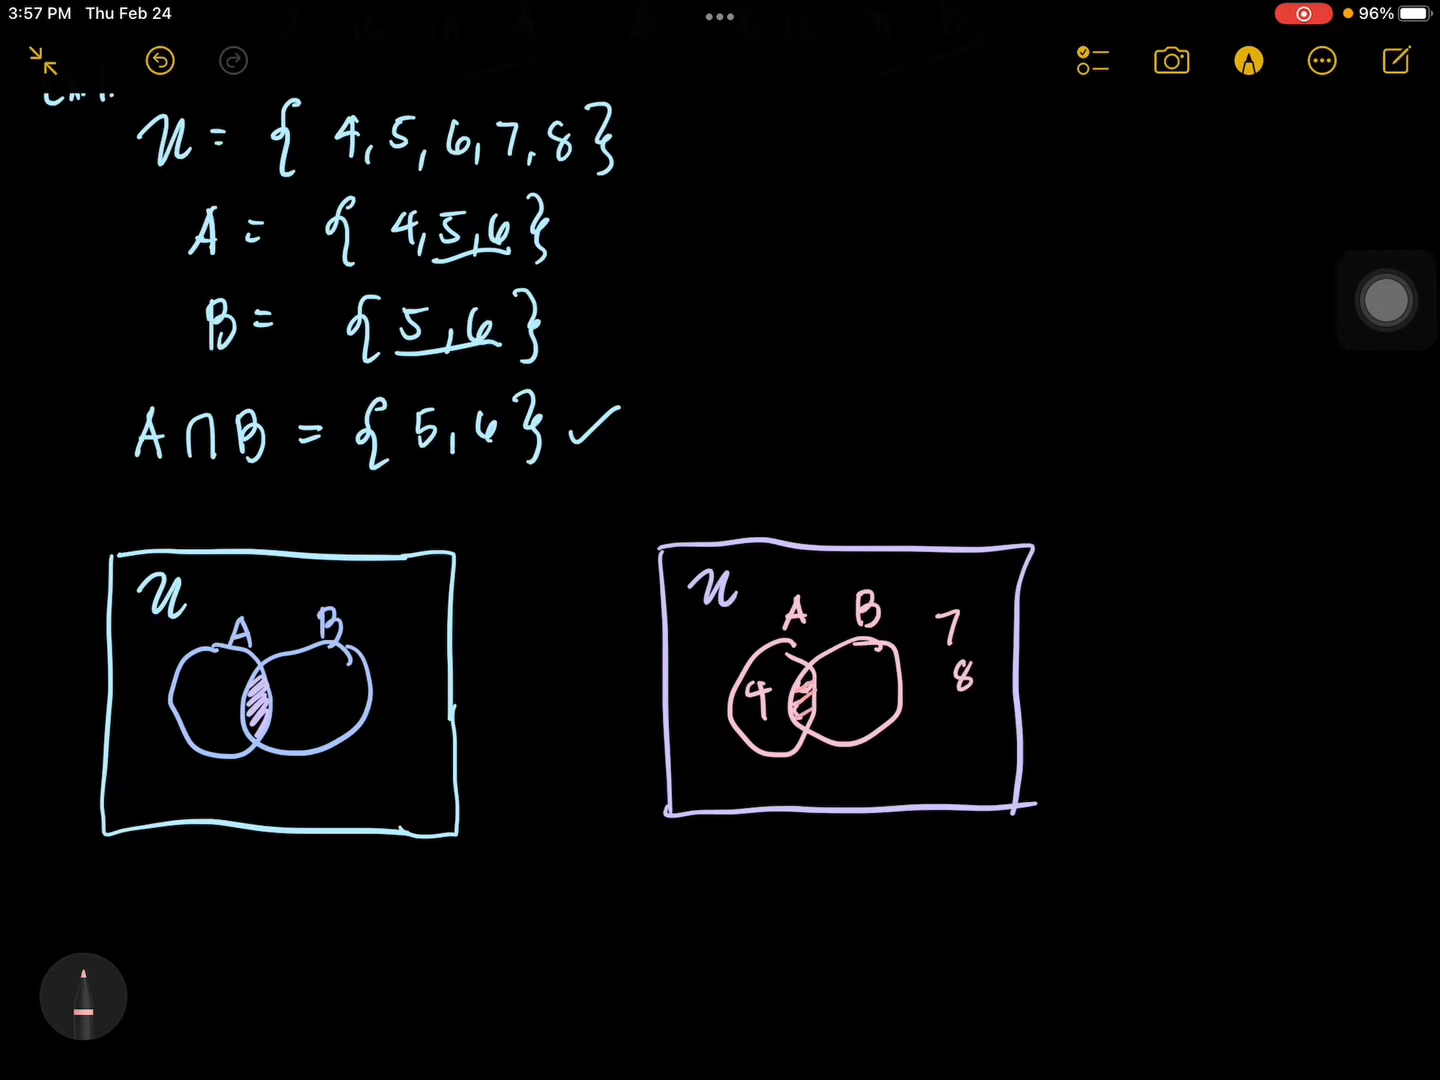 3:57 PM Thu Feb 24
96%
𝒰 = { 4, 5, 6, 7, 8 }
A = { 4, 5, 6 }
B = { 5, 6 }
A ∩ B = { 5, 6 } ✓
𝒰
A B
𝒰
A B 7
4 8